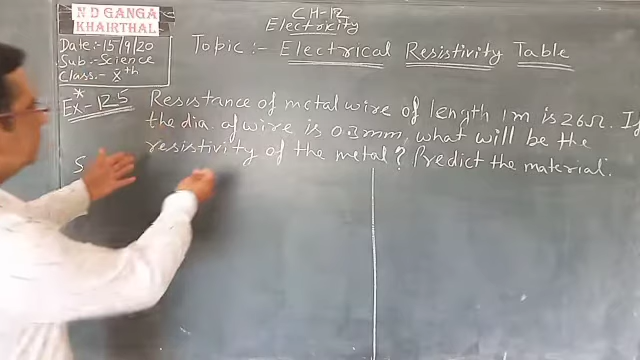 N D GANGA
KHAIRTHAL
CH-12
Electricity
Date:-15/9/20
Sub.-Science
Class.- Xth
Topic :- Electrical Resistivity Table
Ex-12.5 Resistance of metal wire of length 1m is 26Ω. If
the dia. of wire is 0.3mm, what will be the
resistivity of the metal? Predict the material.
S